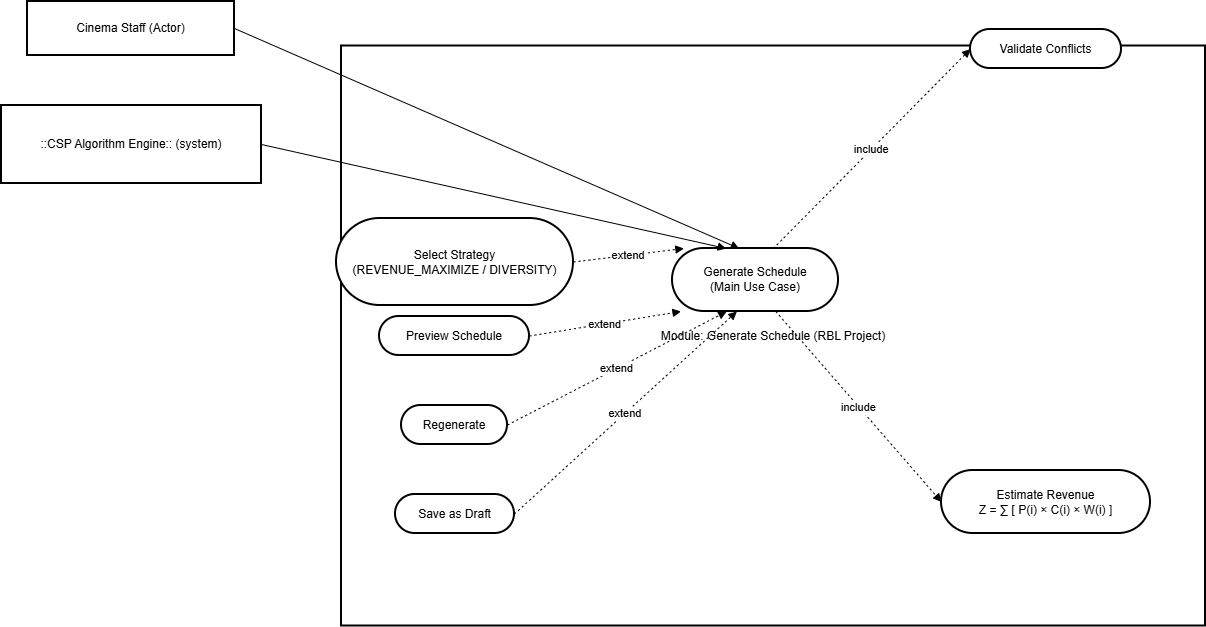 Cinema Staff (Actor)
Validate Conflicts
::CSP Algorithm Engine:: (system)
include
Select Strategy
(REVENUE_MAXIMIZE / DIVERSITY)
extend
Generate Schedule
(Main Use Case)
Preview Schedule
extend
Module: Generate Schedule (RBL Project)
extend
Regenerate
extend
include
Save as Draft
Estimate Revenue
Z = ∑ [ P(i) × C(i) × W(i) ]